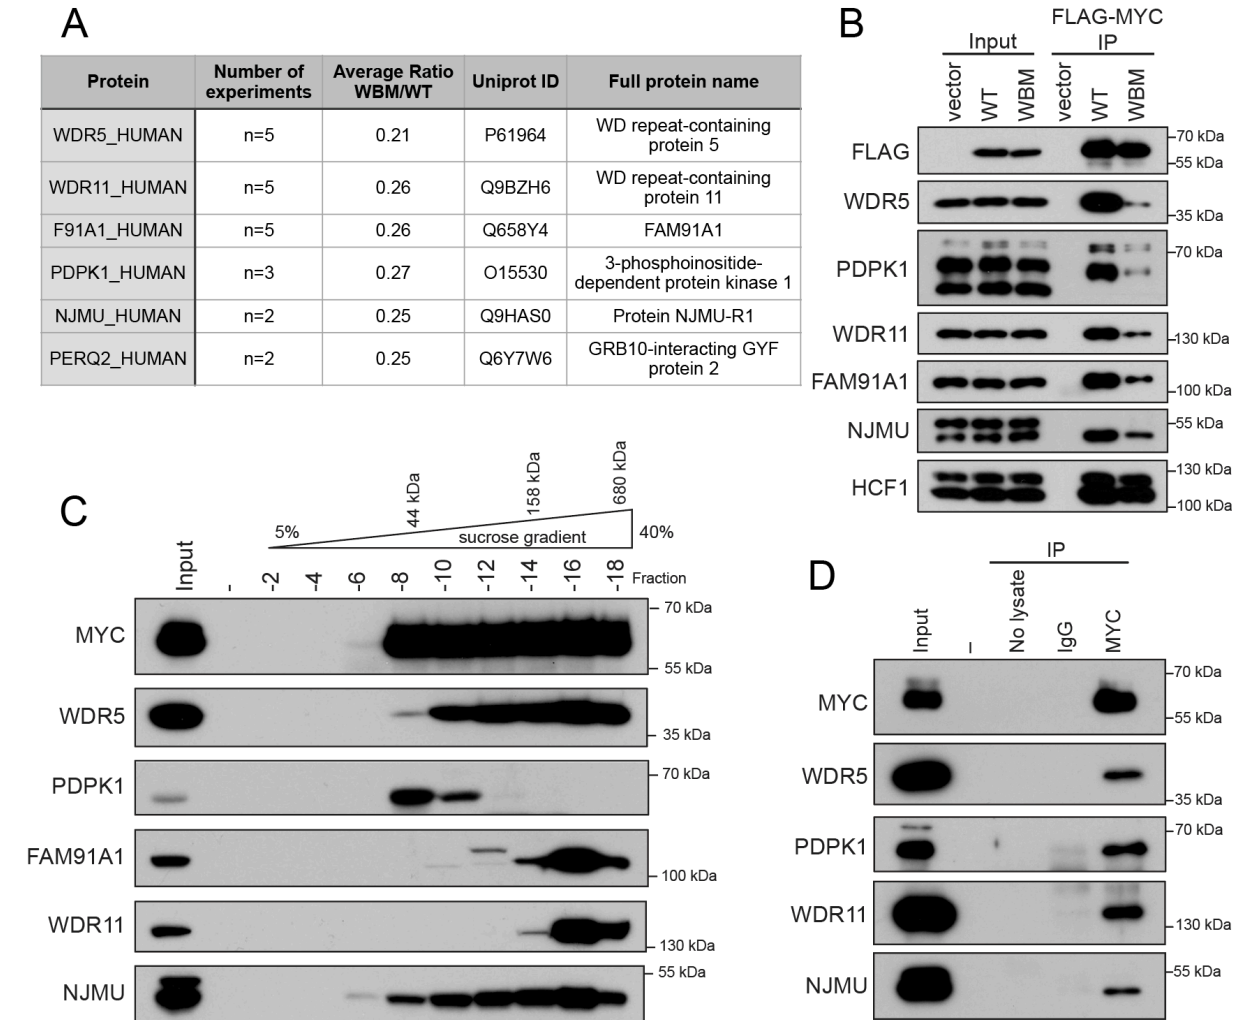 A
Protein
Number of experiments
Average Ratio WBM/WT
Uniprot ID
Full protein name
WDR5_HUMAN n=5 0.21 P61964 WD repeat-containing protein 5
WDR11_HUMAN n=5 0.26 Q9BZH6 WD repeat-containing protein 11
F91A1_HUMAN n=5 0.26 Q658Y4 FAM91A1
PDPK1_HUMAN n=3 0.27 O15530 3-phosphoinositide-dependent protein kinase 1
NJMU_HUMAN n=2 0.25 Q9HAS0 Protein NJMU-R1
PERQ2_HUMAN n=2 0.25 Q6Y7W6 GRB10-interacting GYF protein 2
B
FLAG-MYC
Input IP
vector WT WBM vector WT WBM
FLAG
70 kDa
55 kDa
WDR5
35 kDa
PDPK1
70 kDa
WDR11
130 kDa
FAM91A1
100 kDa
NJMU
55 kDa
HCF1
130 kDa
100 kDa
C
44 kDa 158 kDa 680 kDa
5% sucrose gradient 40%
Input - -2 -4 -6 -8 -10 -12 -14 -16 -18 Fraction
MYC
70 kDa
55 kDa
WDR5
35 kDa
PDPK1
70 kDa
FAM91A1
100 kDa
WDR11
130 kDa
NJMU
55 kDa
D
IP
Input – No lysate IgG MYC
MYC
70 kDa
55 kDa
WDR5
35 kDa
PDPK1
70 kDa
WDR11
130 kDa
NJMU
55 kDa